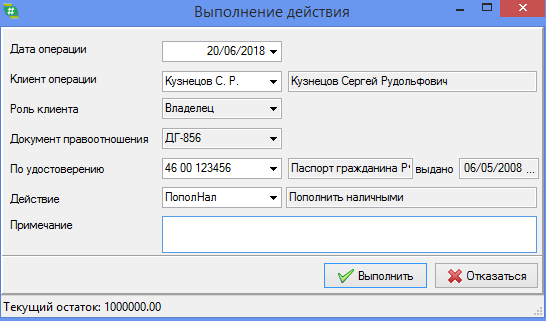 Выполнение действия
Дата операции 20/06/2018
Клиент операции Кузнецов С. Р. Кузнецов Сергей Рудольфович
Роль клиента Владелец
Документ правоотношения ДГ-856
По удостоверению 46 00 123456 Паспорт гражданина Р выдано 06/05/2008 ...
Действие ПополНал Пополнить наличными
Примечание
Выполнить Отказаться
Текущий остаток: 1000000.00